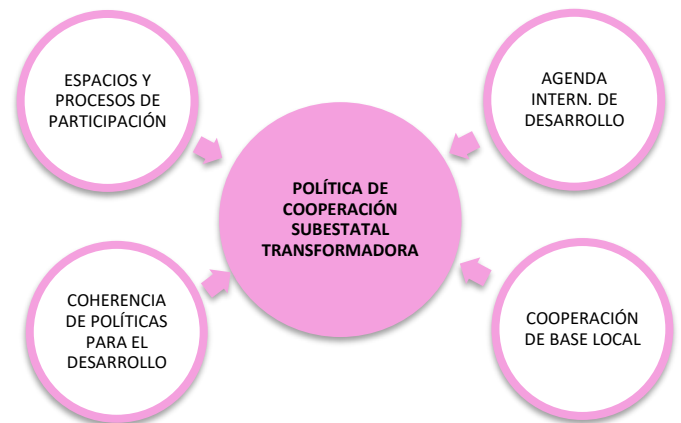 ESPACIOS Y
PROCESOS DE
PARTICIPACIÓN
AGENDA
INTERN. DE
DESARROLLO
POLÍTICA DE
COOPERACIÓN
SUBESTATAL
TRANSFORMADORA
COHERENCIA
DE POLÍTICAS
PARA EL
DESARROLLO
COOPERACIÓN
DE BASE LOCAL